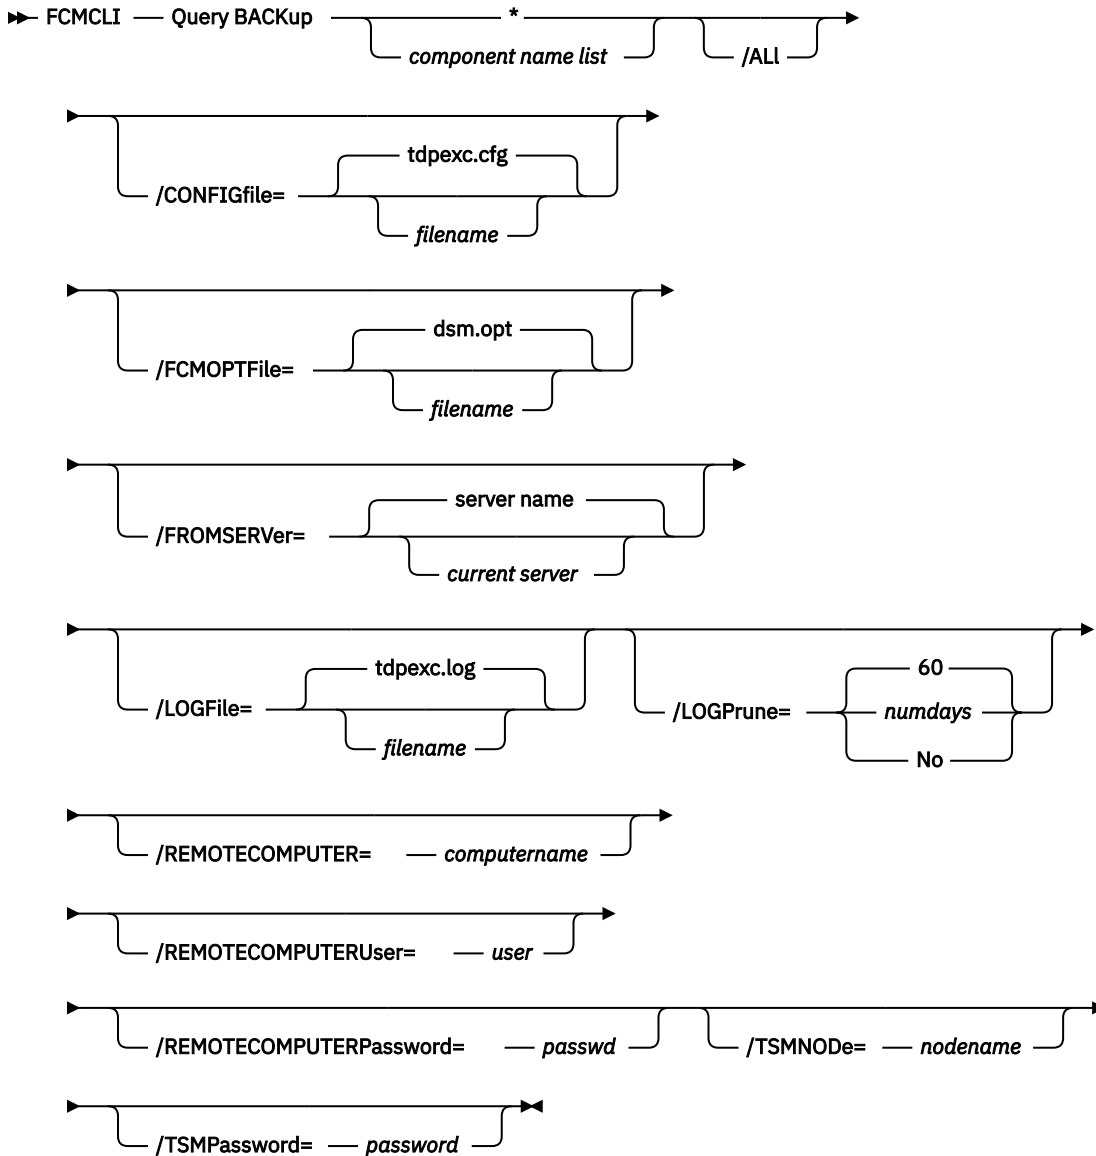 FCMCLI Query BACKup *
component name list /ALl
tdpexc.cfg
/CONFIGfile=
filename
dsm.opt
/FCMOPTFile=
filename
server name
/FROMSERVer=
current server
tdpexc.log 60
/LOGFile= /LOGPrune= numdays
filename No
/REMOTECOMPUTER= computername
/REMOTECOMPUTERUser= user
/REMOTECOMPUTERPassword= passwd /TSMNODe= nodename
/TSMPassword= password